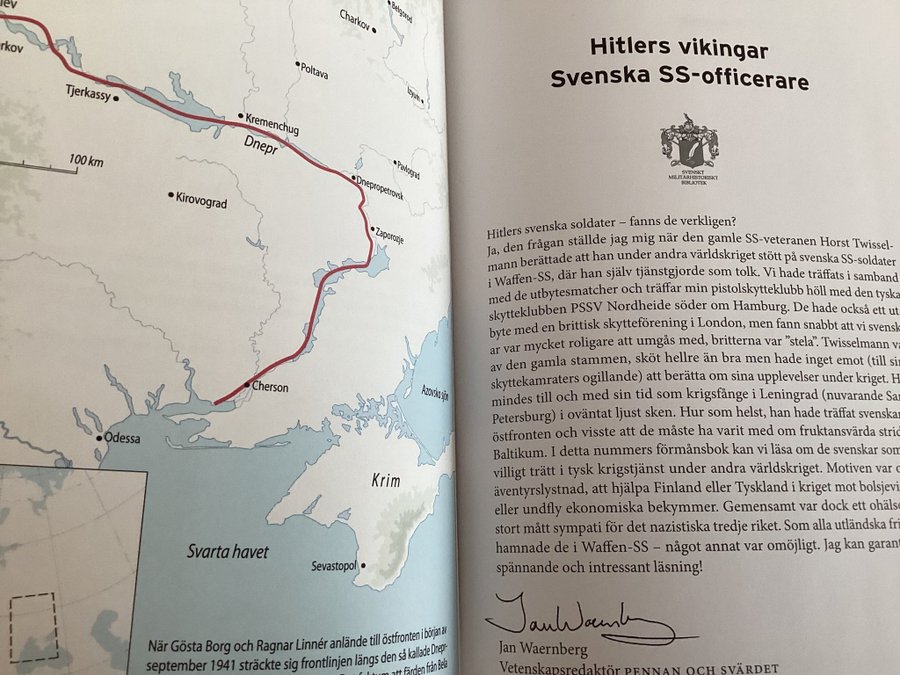 Charkov
Poltava
Tjerkassy
Kremenchug
Dnepr
100 km
Pavlograd
Kirovograd
Dnepropetrovsk
Zaporozje
Cherson
Odessa
Krim
Svarta havet
Sevastopol
När Gösta Borg och Ragnar Linnér anlände till östfronten i början av
september 1941 sträckte sig frontlinjen längs den så kallade Dnepr-
Hitlers vikingar
Svenska SS-officerare
SVENSKT
MILITÄRHISTORISKT
BIBLIOTEK
Hitlers svenska soldater – fanns de verkligen?
Ja, den frågan ställde jag mig när den gamle SS-veteranen Horst Twissel-
mann berättade att han under andra världskriget stött på svenska SS-soldater
i Waffen-SS, där han själv tjänstgjorde som tolk. Vi hade träffats i samband
med de utbytesmatcher och träffar min pistolskytteklubb höll med den tyska
skytteklubben PSSV Nordheide söder om Hamburg. De hade också ett ut
byte med en brittisk skytteförening i London, men fann snabbt att vi svensk
ar var mycket roligare att umgås med, britterna var "stela". Twisselmann va
av den gamla stammen, sköt hellre än bra men hade inget emot (till sin
skyttekamraters ogillande) att berätta om sina upplevelser under kriget. H
mindes till och med sin tid som krigsfånge i Leningrad (nuvarande San
Petersburg) i oväntat ljust sken. Hur som helst, han hade träffat svenskar
östfronten och visste att de måste ha varit med om fruktansvärda strid
Baltikum. I detta nummers förmånsbok kan vi läsa om de svenskar som
villigt trätt i tysk krigstjänst under andra världskriget. Motiven var
äventyrslystnad, att hjälpa Finland eller Tyskland i kriget mot bolsjevi
eller undfly ekonomiska bekymmer. Gemensamt var dock ett ohälso
stort mått sympati för det nazistiska tredje riket. Som alla utländska fri
hamnade de i Waffen-SS – något annat var omöjligt. Jag kan garant
spännande och intressant läsning!
Jan Waernberg
Jan Waernberg
Vetenskapsredaktör PENNAN OCH SVÄRDET